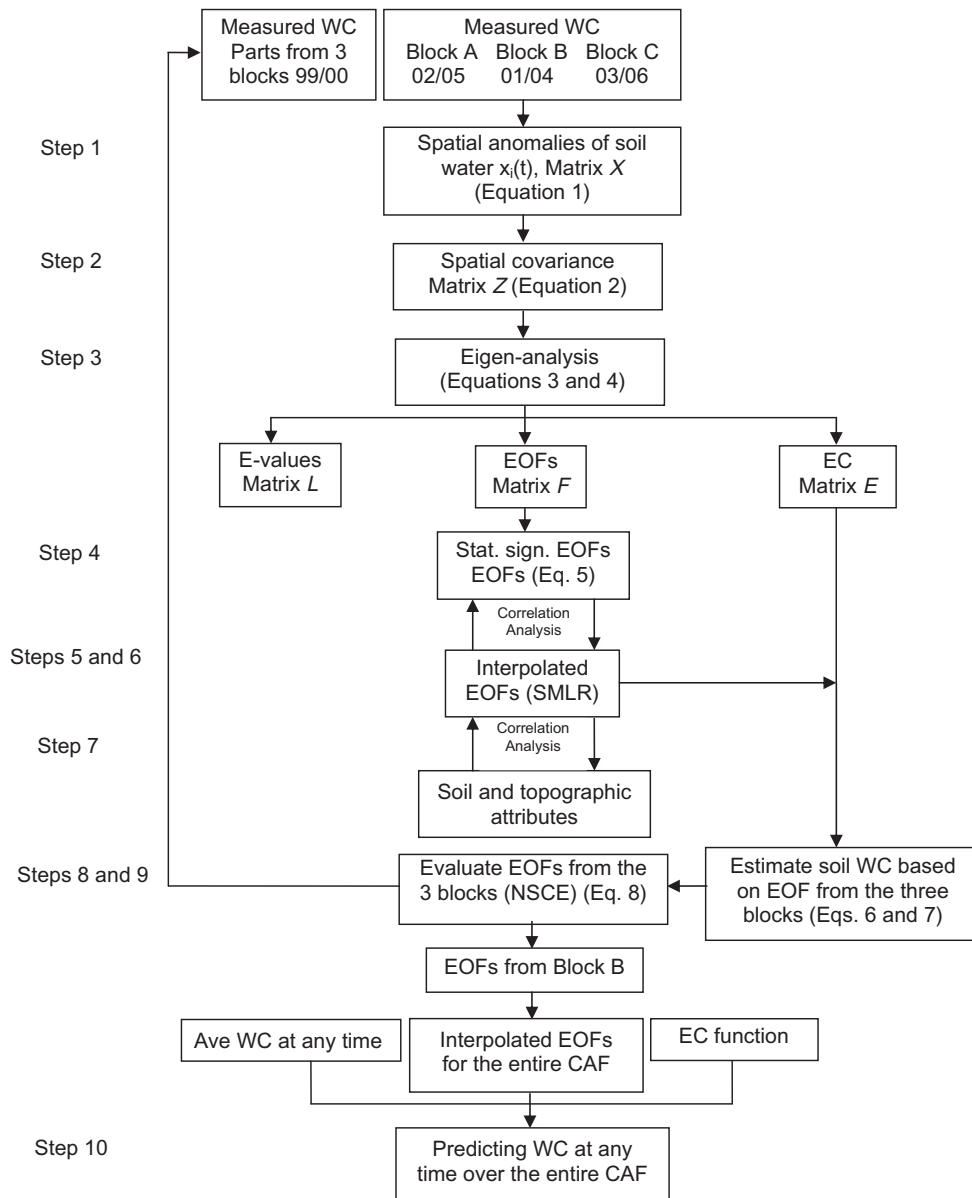 Measured WC
Parts from 3
blocks 99/00
Measured WC
Block A Block B Block C
02/05 01/04 03/06
Step 1
Spatial anomalies of soil
water xᵢ(t), Matrix X
(Equation 1)
Step 2
Spatial covariance
Matrix Z (Equation 2)
Step 3
Eigen-analysis
(Equations 3 and 4)
E-values
Matrix L
EOFs
Matrix F
EC
Matrix E
Step 4
Stat. sign. EOFs
EOFs (Eq. 5)
Correlation
Analysis
Steps 5 and 6
Interpolated
EOFs (SMLR)
Correlation
Analysis
Step 7
Soil and topographic
attributes
Steps 8 and 9
Evaluate EOFs from the
3 blocks (NSCE) (Eq. 8)
Estimate soil WC based
on EOF from the three
blocks (Eqs. 6 and 7)
EOFs from Block B
Ave WC at any time
Interpolated EOFs
for the entire CAF
EC function
Step 10
Predicting WC at any
time over the entire CAF